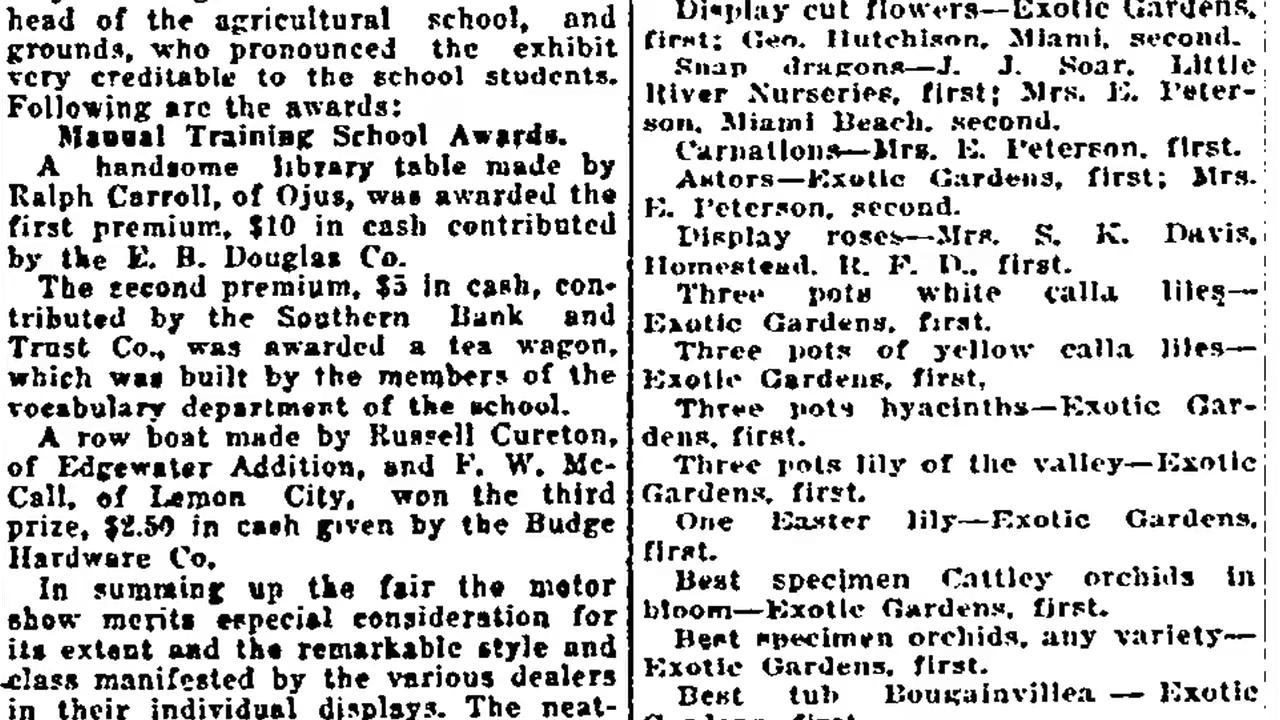 head of the agricultural school, and
grounds, who pronounced the exhibit
very creditable to the school students.
Following are the awards:
Manual Training School Awards.
A handsome library table made by
Ralph Carroll, of Ojus, was awarded the
first premium, $10 in cash contributed
by the E. B. Douglas Co.
The second premium, $5 in cash, con-
tributed by the Southern Bank and
Trust Co., was awarded a tea wagon,
which was built by the members of the
vocabulary department of the school.
A row boat made by Russell Cureton,
of Edgewater Addition, and F. W. Mc-
Call, of Lemon City, won the third
prize, $2.50 in cash given by the Budge
Hardware Co.
In summing up the fair the motor
show merits especial consideration for
its extent and the remarkable style and
class manifested by the various dealers
in their individual displays. The neat-
Display cut flowers—Exotic Gardens,
first; Geo. Hutchison, Miami, second.
Snap dragons—J. J. Soar, Little
River Nurseries, first; Mrs. E. Peter-
son, Miami Beach, second.
Carnations—Mrs. E. Peterson, first.
Astors—Exotic Gardens, first; Mrs.
E. Peterson, second.
Display roses—Mrs. S. K. Davis,
Homestead, R. F. D., first.
Three pots white calla liles—
Exotic Gardens, first.
Three pots of yellow calla liles—
Exotic Gardens, first,
Three pots hyacinths—Exotic Gar-
dens, first.
Three pots lily of the valley—Exotic
Gardens, first.
One Easter lily—Exotic Gardens,
first.
Best specimen Cattley orchids in
bloom—Exotic Gardens, first.
Best specimen orchids, any variety—
Exotic Gardens, first.
Best tub Bougainvillea — Exotic